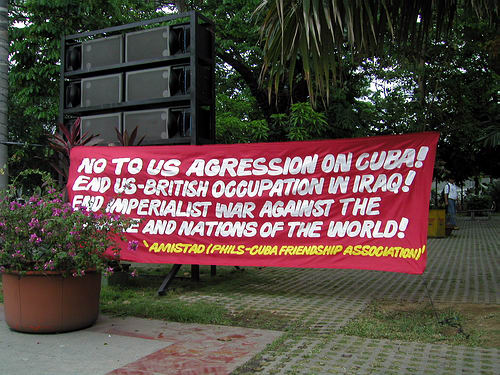 NO TO US AGRESSION ON CUBA!
END US-BRITISH OCCUPATION IN IRAQ!
END IMPERIALIST WAR AGAINST THE
AND NATIONS OF THE WORLD!
AMISTAD (PHILS-CUBA FRIENDSHIP ASSOCIATION)